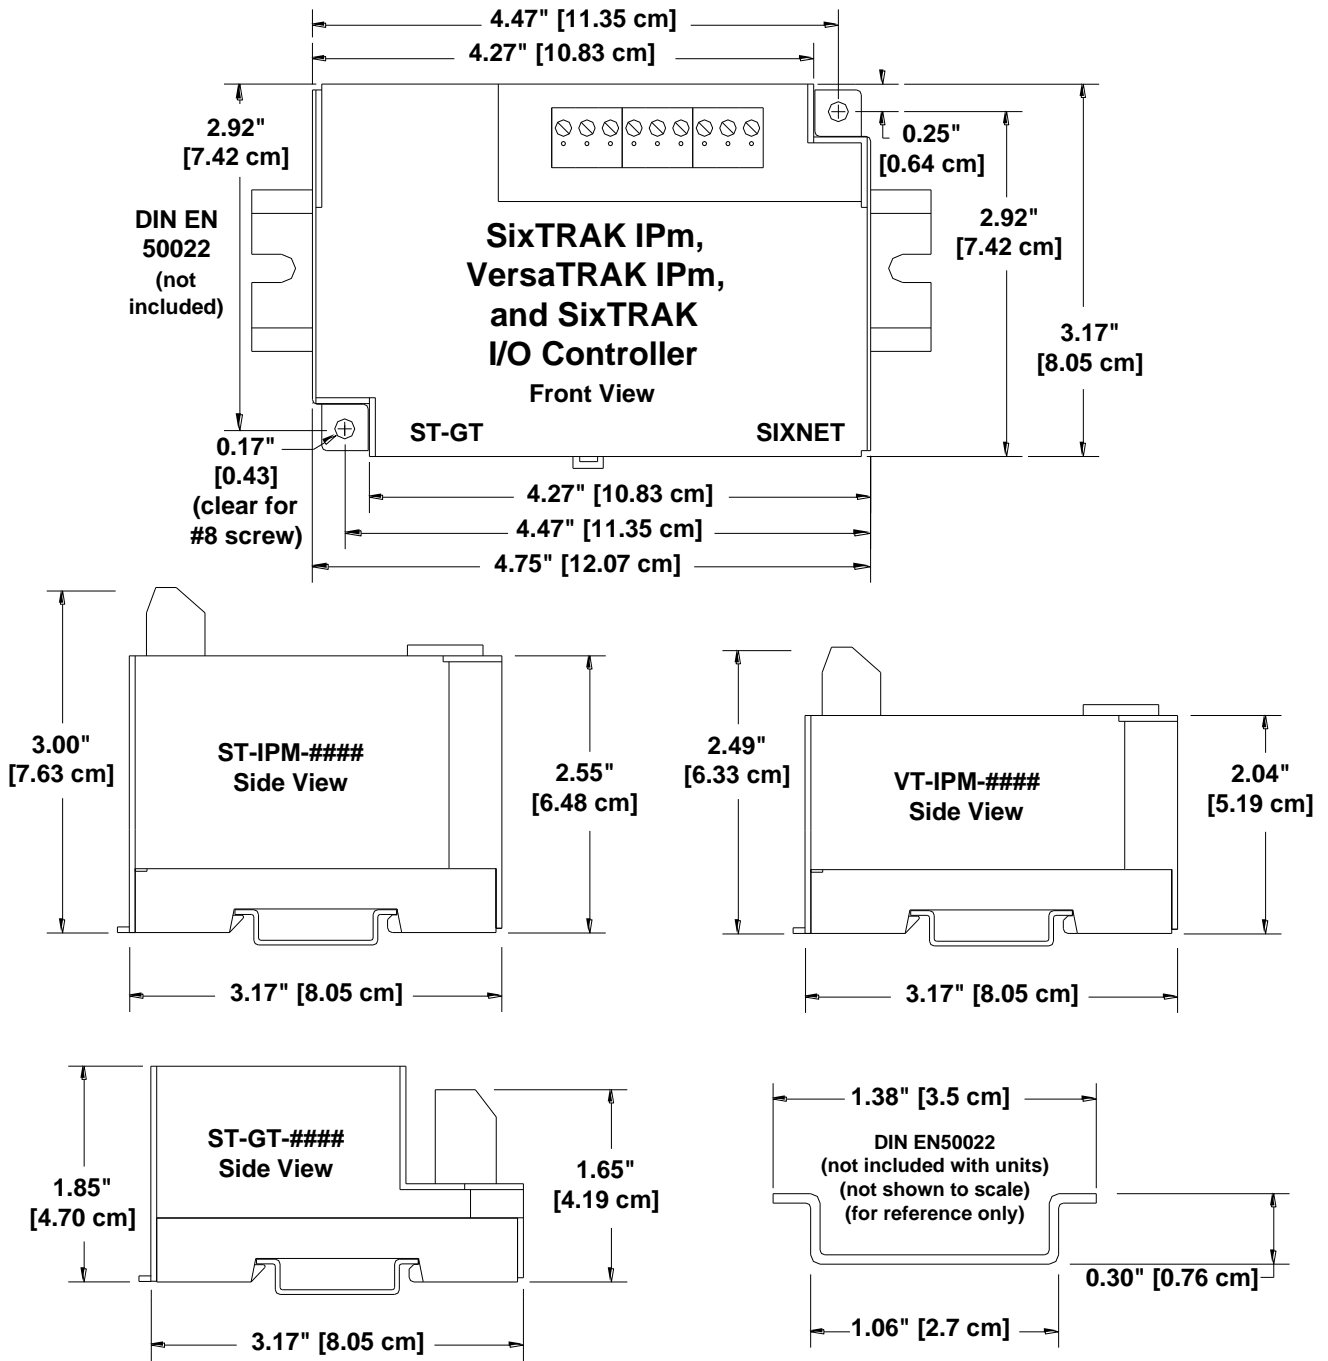 4.47" [11.35 cm]
4.27" [10.83 cm]
2.92"
[7.42 cm]
0.25"
[0.64 cm]
DIN EN
50022
(not
included)
2.92"
[7.42 cm]
SixTRAK IPm,
VersaTRAK IPm,
and SixTRAK
I/O Controller
Front View
3.17"
[8.05 cm]
ST-GT
SIXNET
0.17"
[0.43]
(clear for
#8 screw)
4.27" [10.83 cm]
4.47" [11.35 cm]
4.75" [12.07 cm]
3.00"
[7.63 cm]
ST-IPM-####
Side View
2.55"
[6.48 cm]
3.17" [8.05 cm]
2.49"
[6.33 cm]
VT-IPM-####
Side View
2.04"
[5.19 cm]
3.17" [8.05 cm]
1.85"
[4.70 cm]
ST-GT-####
Side View
1.65"
[4.19 cm]
3.17" [8.05 cm]
1.38" [3.5 cm]
DIN EN50022
(not included with units)
(not shown to scale)
(for reference only)
0.30" [0.76 cm]
1.06" [2.7 cm]